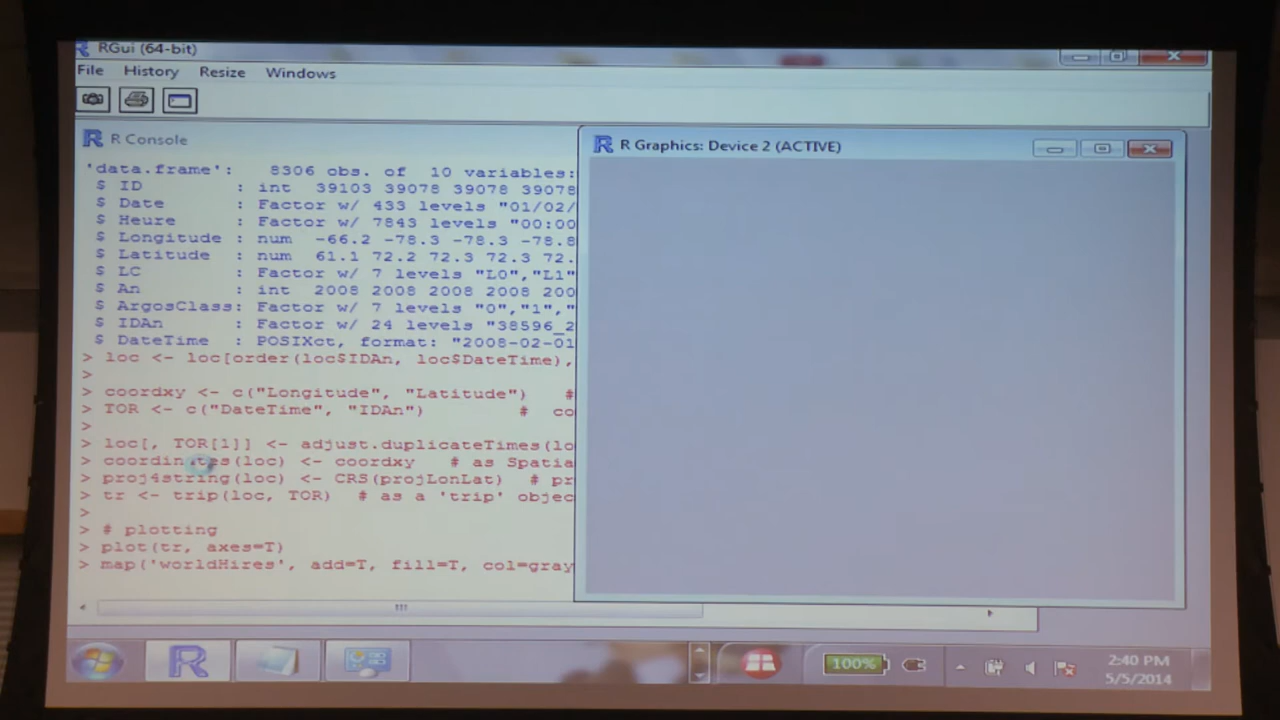 RGui (64-bit)
File History Resize Windows
R Console
'data.frame': 8306 obs. of 10 variables:
$ ID : int 39103 39078 39078 39078
$ Date : Factor w/ 433 levels "01/02/
$ Heure : Factor w/ 7843 levels "00:00
$ Longitude : num -66.2 -78.3 -78.3 -78.8
$ Latitude : num 61.1 72.2 72.3 72.3 72.
$ LC : Factor w/ 7 levels "L0","L1"
$ An : int 2008 2008 2008 2008 200
$ ArgosClass: Factor w/ 7 levels "0","1","
$ IDAn : Factor w/ 24 levels "38596_2
$ DateTime : POSIXct, format: "2008-02-01
> loc <- loc[order(loc$IDAn, loc$DateTime),
>
> coordxy <- c("Longitude", "Latitude") #
> TOR <- c("DateTime", "IDAn") # co
>
> loc[, TOR[1]] <- adjust.duplicateTimes(lo
> coordinates(loc) <- coordxy # as Spatia
> proj4string(loc) <- CRS(projLonLat) # pr
> tr <- trip(loc, TOR) # as a 'trip' objec
>
> # plotting
> plot(tr, axes=T)
> map('worldHires', add=T, fill=T, col=gray
R Graphics: Device 2 (ACTIVE)
100%
2:40 PM
5/5/2014